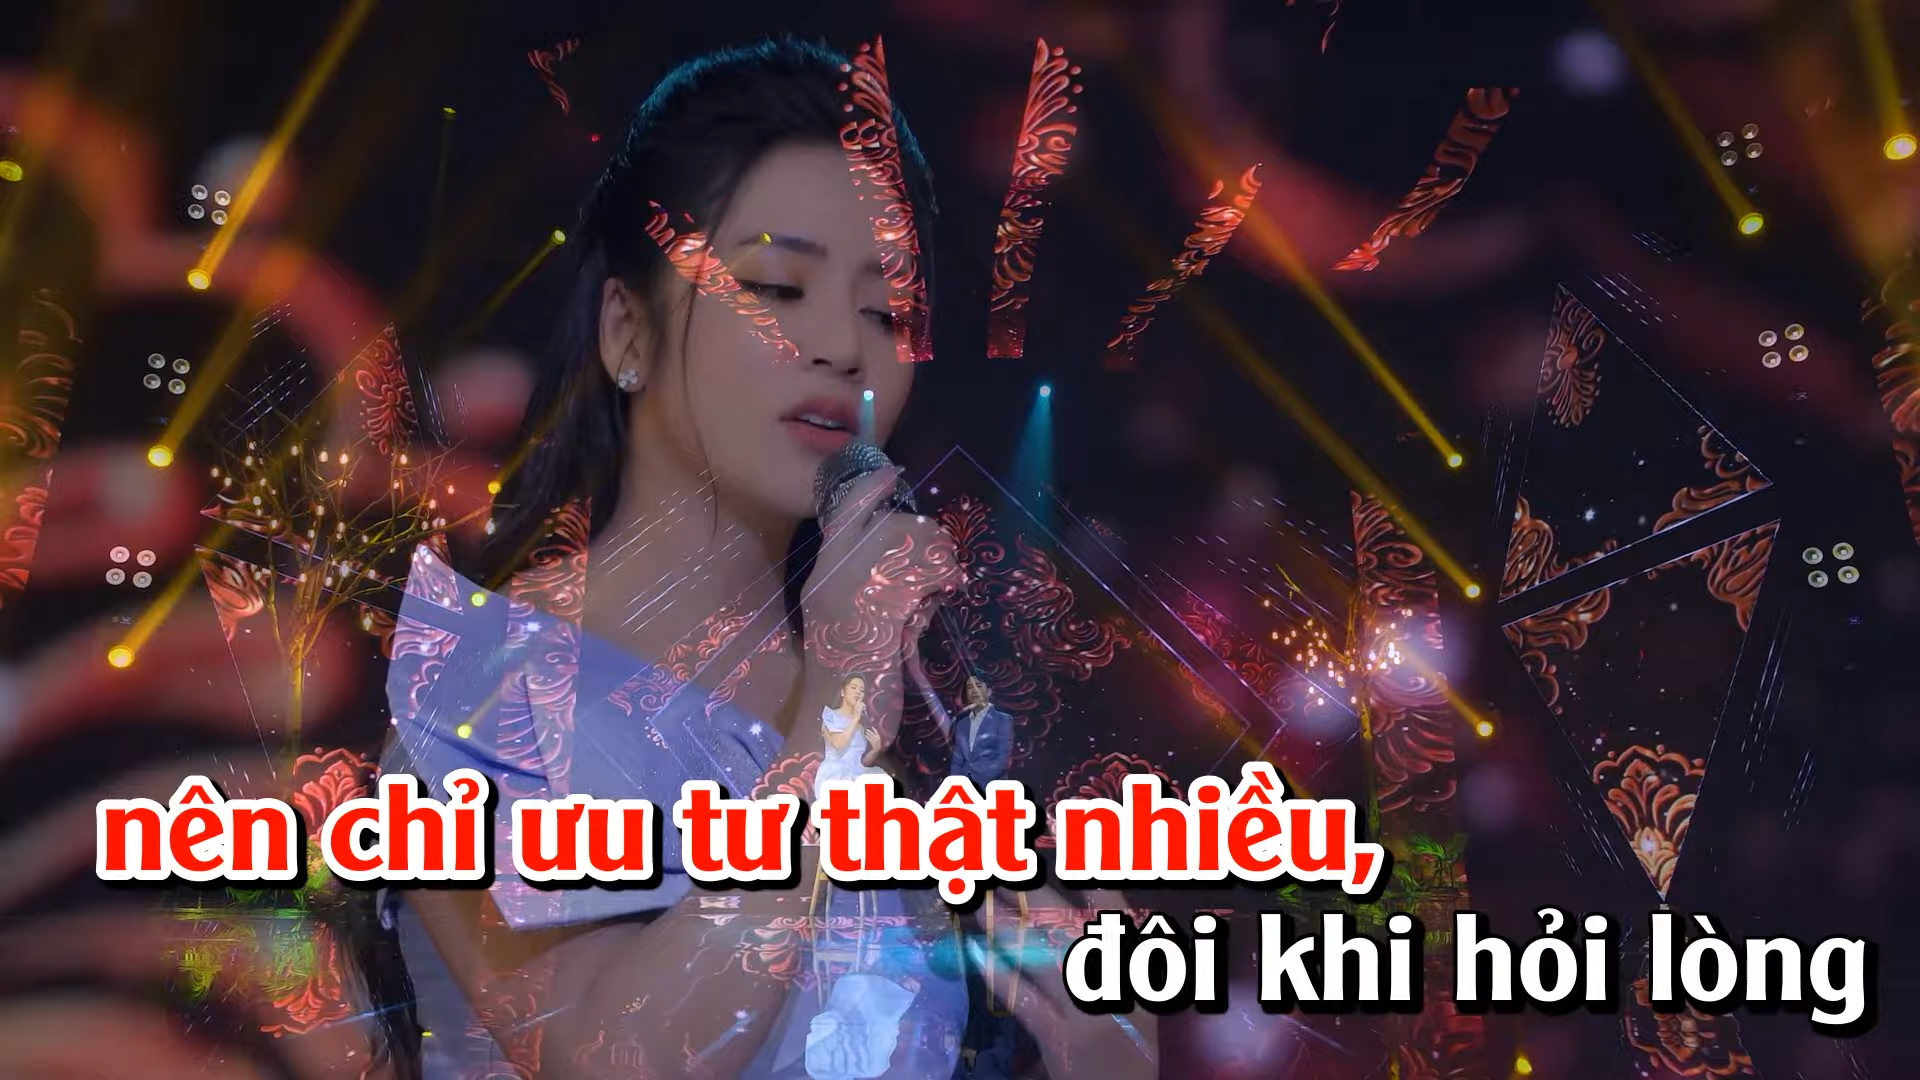 nên chỉ ưu tư thật nhiều,
đôi khi hỏi lòng